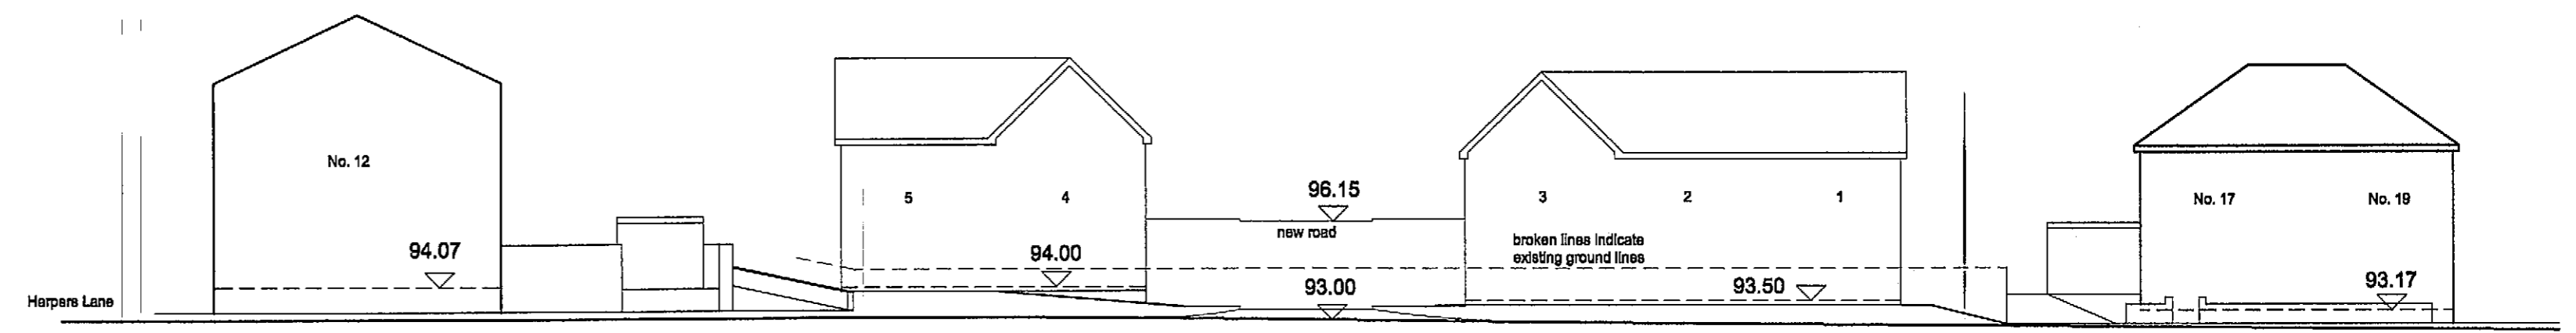 No. 12
94.07
Harpers Lane
5
4
94.00
96.15
new road
93.00
3
2
1
broken lines indicate
existing ground lines
93.50
No. 17
No. 19
93.17